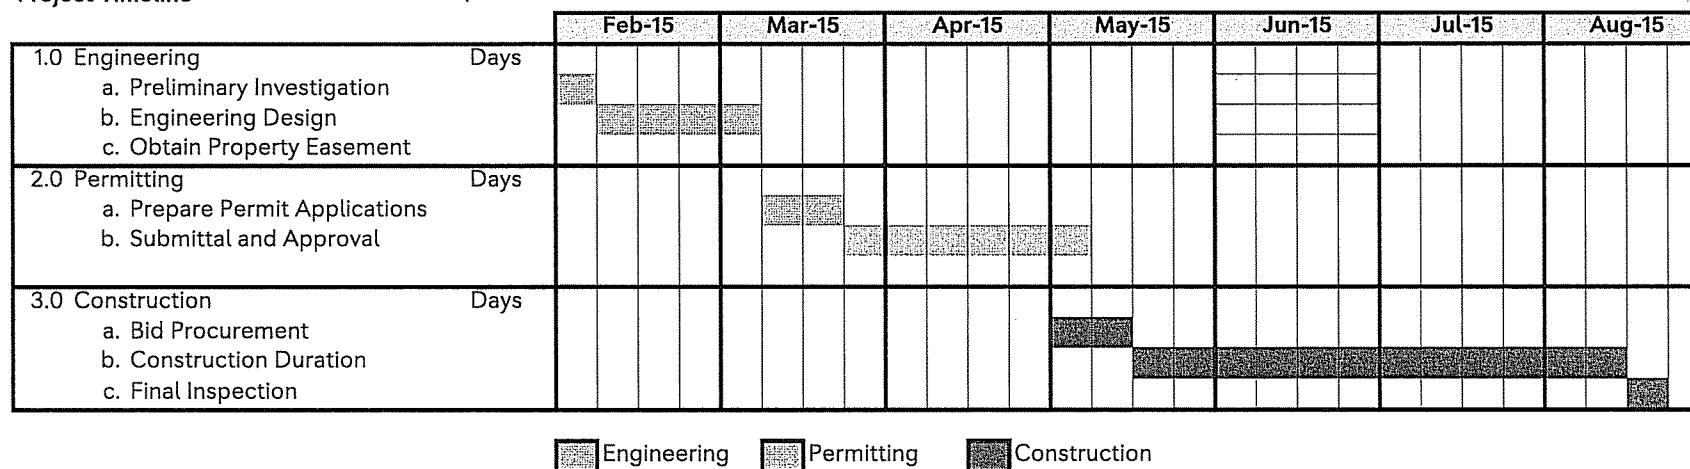 Project Timeline
Feb-15 Mar-15 Apr-15 May-15 Jun-15 Jul-15 Aug-15
1.0 Engineering Days
a. Preliminary Investigation
b. Engineering Design
c. Obtain Property Easement
2.0 Permitting Days
a. Prepare Permit Applications
b. Submittal and Approval
3.0 Construction Days
a. Bid Procurement
b. Construction Duration
c. Final Inspection
Engineering Permitting Construction